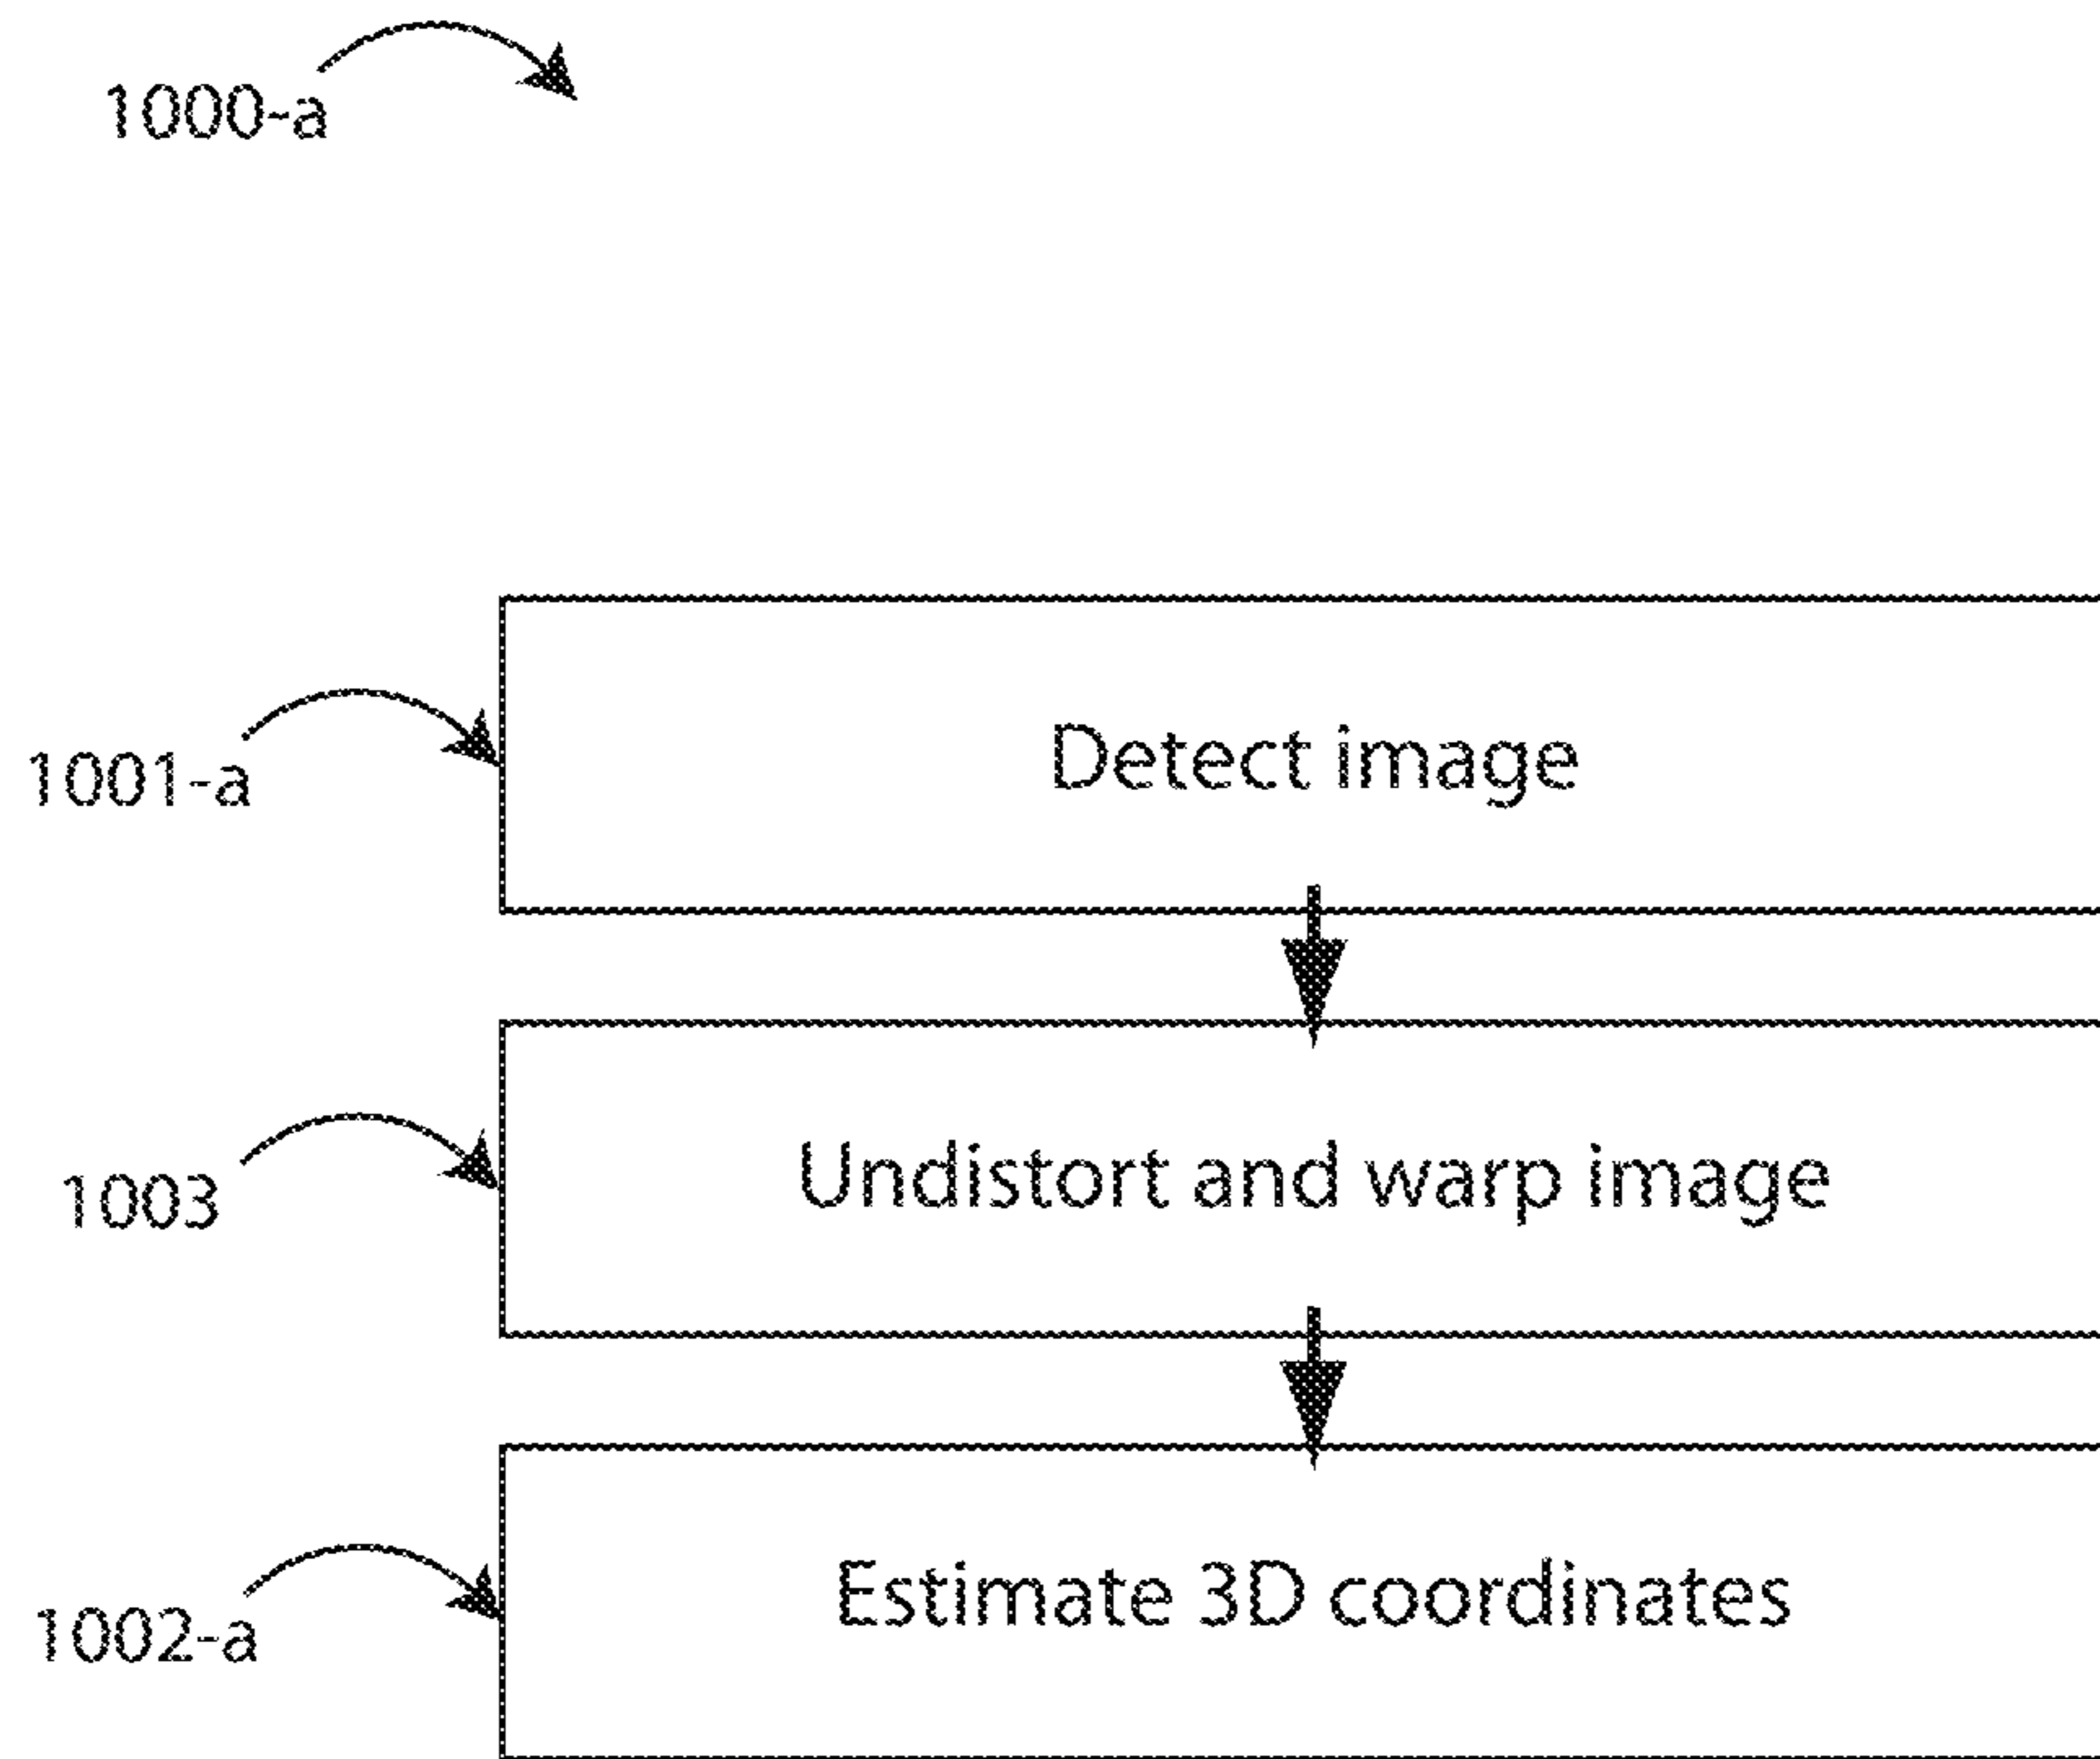 1000-a
Detect image
1001-a
Undistort and warp image
1003
Estimate 3D coordinates
1002-a